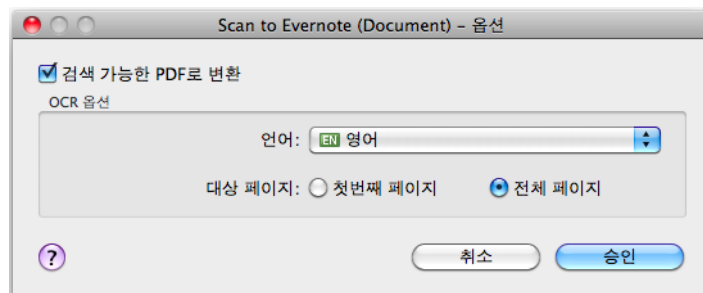 Scan to Evernote (Document) – 옵션
검색 가능한 PDF로 변환
OCR 옵션
언어: EN 영어
대상 페이지: 첫번째 페이지 전체 페이지
? 취소 승인